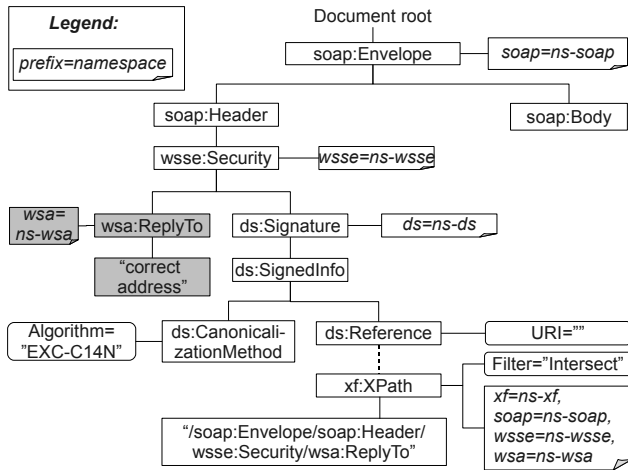 Legend:
prefix=namespace
Document root
soap:Envelope
soap=ns-soap
soap:Header
soap:Body
wsse:Security
wsse=ns-wsse
wsa=
ns-wsa
wsa:ReplyTo
ds:Signature
ds=ns-ds
“correct
address”
ds:SignedInfo
Algorithm=
"EXC-C14N"
ds:Canonicali-
zationMethod
ds:Reference
URI=""
xf:XPath
Filter="Intersect"
“/soap:Envelope/soap:Header/
wsse:Security/wsa:ReplyTo”
xf=ns-xf,
soap=ns-soap,
wsse=ns-wsse,
wsa=ns-wsa